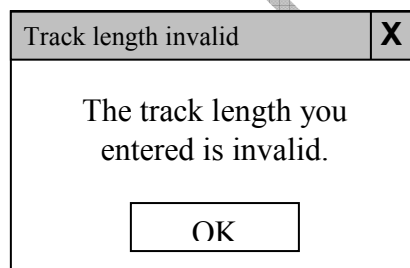 Track length invalid X
The track length you
entered is invalid.
OK